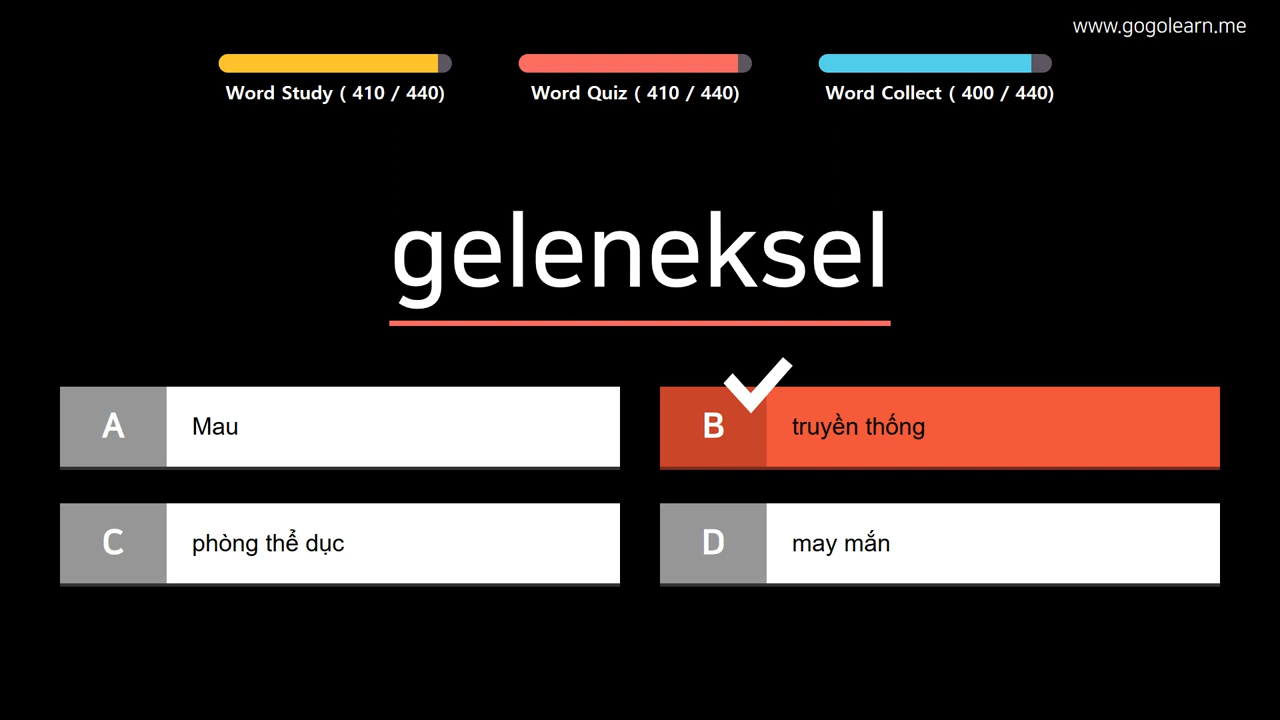 www.gogolearn.me
Word Study ( 410 / 440)
Word Quiz ( 410 / 440)
Word Collect ( 400 / 440)
geleneksel
A
Mau
B
truyền thống
C
phòng thể dục
D
may mắn